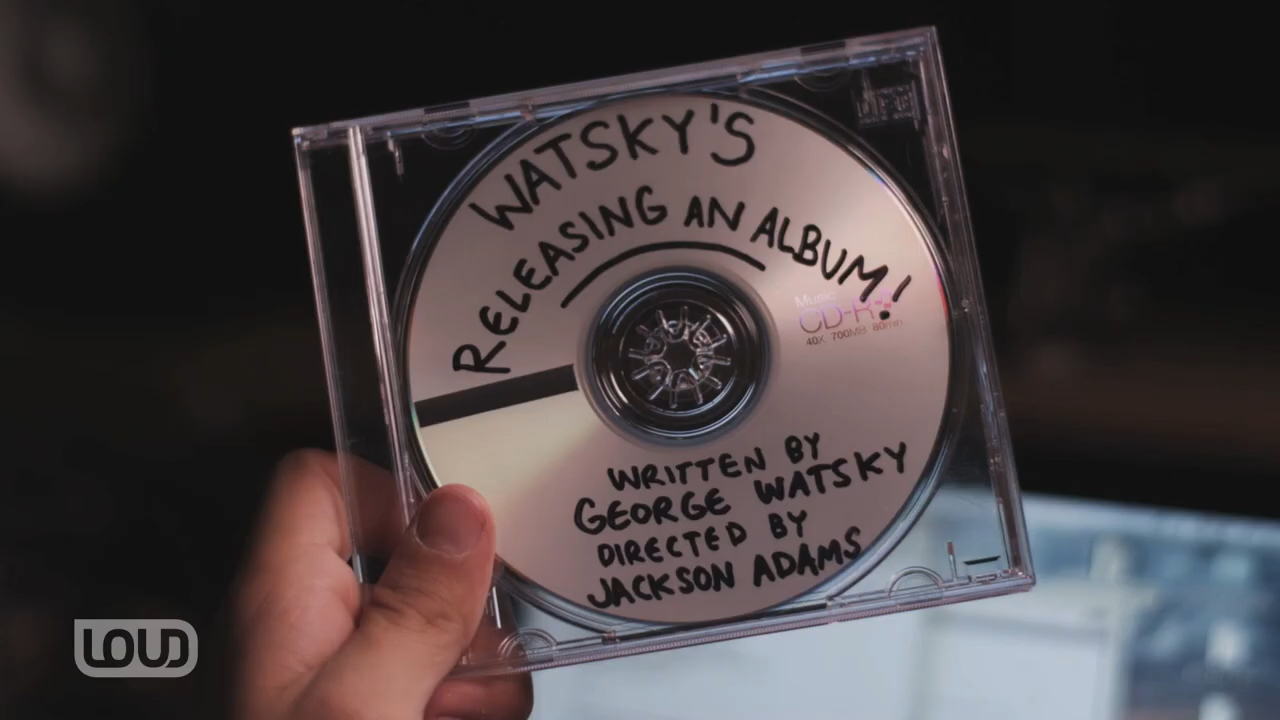 WATSKY'S
RELEASING AN ALBUM!
Music
CD-R
40X 700MB 80min
WRITTEN BY
GEORGE WATSKY
DIRECTED BY
JACKSON ADAMS
LOUD